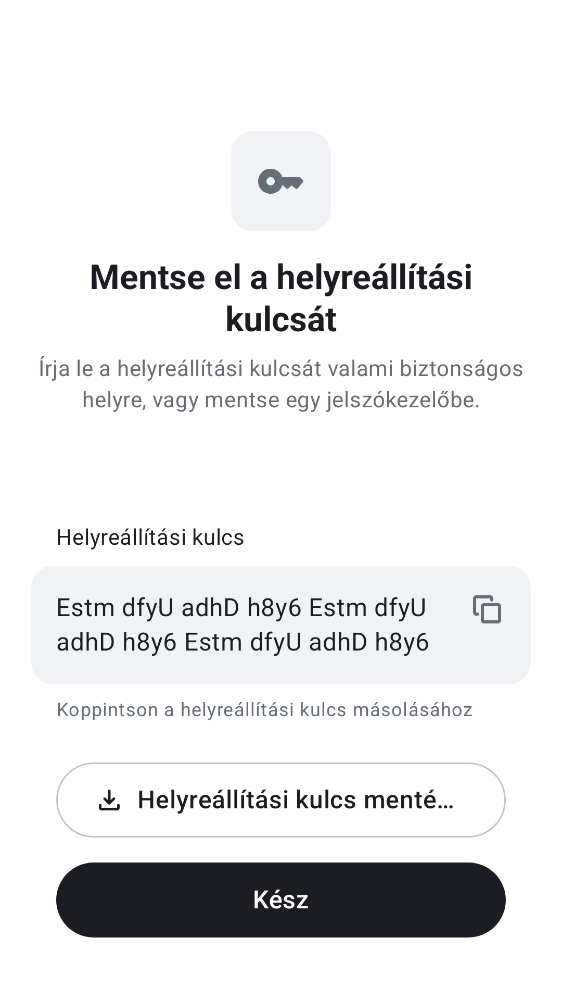 Mentse el a helyreállítási
kulcsát
Írja le a helyreállítási kulcsát valami biztonságos
helyre, vagy mentse egy jelszókezelőbe.
Helyreállítási kulcs
Estm dfyU adhD h8y6 Estm dfyU
adhD h8y6 Estm dfyU adhD h8y6
Koppintson a helyreállítási kulcs másolásához
Helyreállítási kulcs menté…
Kész